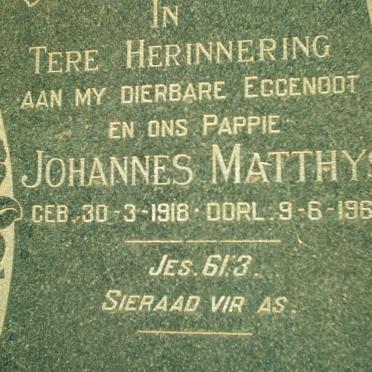 IN
TERE HERINNERING
AAN MY DIERBARE EGGENOOT
EN ONS PAPPIE
JOHANNES MATTHYS
GEB. 30-3-1918 · OORL. 9-6-196
JES. 61:3.
SIERAAD VIR AS.